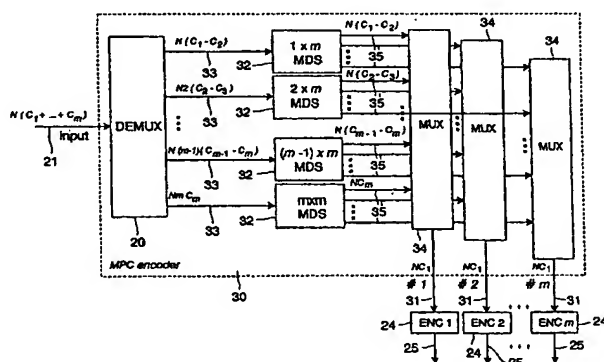 34
N(C₁-C₂)
N(C₁-C₂)
1 x m
MDS
34
33
32
35
N2(C₂-C₃)
N(C₂-C₃)
2 x m
MDS
34
33
32
35
N(C₁+...+Cₘ)
Input
21
DEMUX
MUX
MUX
MUX
N(m-1)(Cₘ₋₁-Cₘ)
N(Cₘ₋₁-Cₘ)
(m-1) x m
MDS
33
32
35
NmCₘ
NCₘ
mxm
MDS
33
32
35
20
34
MPC encoder
30
NC₁
NC₁
NC₁
# 1
# 2
# m
31
31
31
24
ENC 1
ENC 2
ENC m
24
24
25
25
25